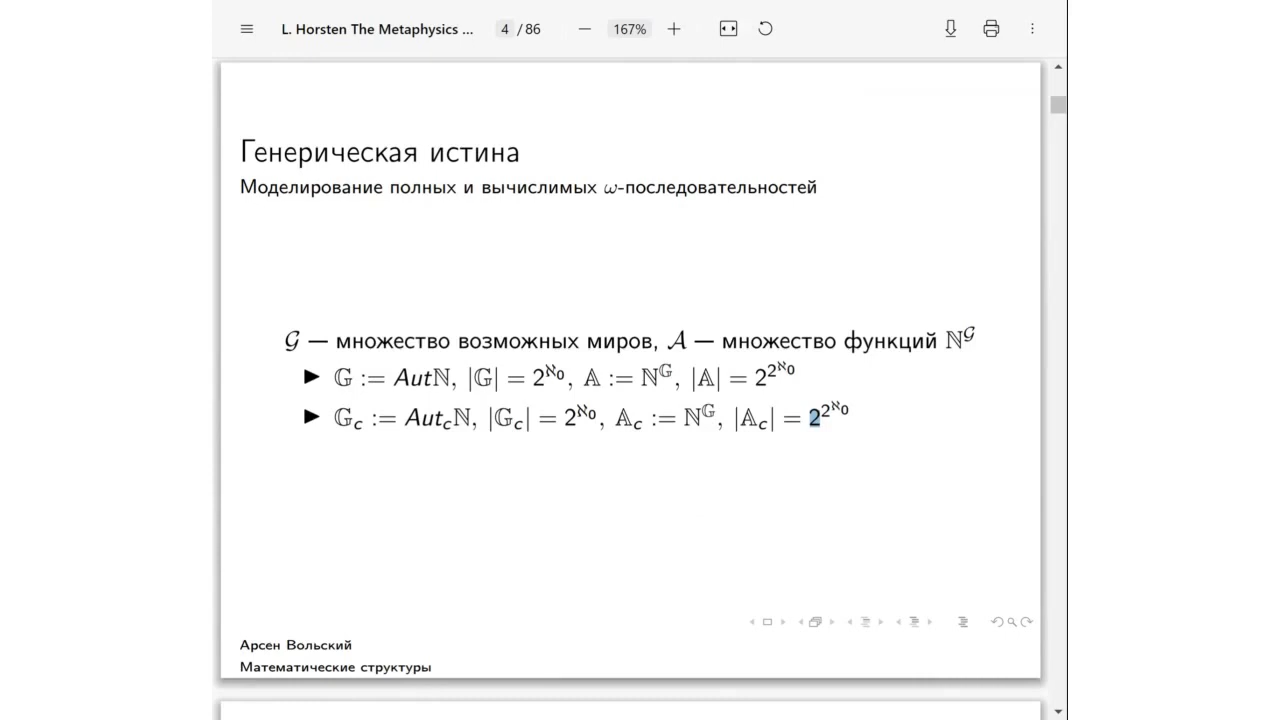 L. Horsten The Metaphysics ... 4 / 86 167%
Генерическая истина
Моделирование полных и вычислимых ω-последовательностей
𝒢 — множество возможных миров, 𝒜 — множество функций ℕ^𝒢
▶ 𝔾 := Autℕ, |𝔾| = 2^ℵ₀, 𝔸 := ℕ^𝔾, |𝔸| = 2^2^ℵ₀
▶ 𝔾_c := Aut_cℕ, |𝔾_c| = 2^ℵ₀, 𝔸_c := ℕ^𝔾, |𝔸_c| = 2^2^ℵ₀
Арсен Вольский
Математические структуры